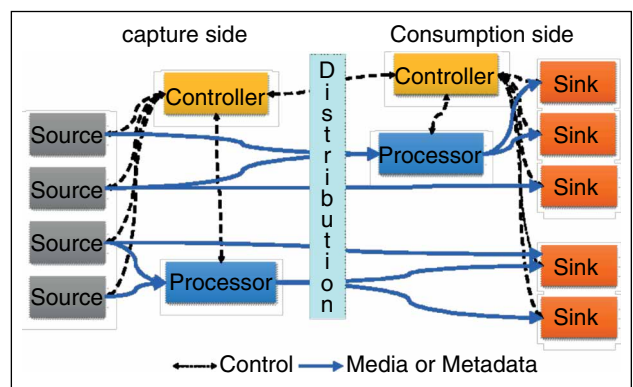 capture side
Consumption side
Distribution
Controller
Controller
Source
Source
Source
Source
Processor
Processor
Sink
Sink
Sink
Sink
Sink
Control
Media or Metadata